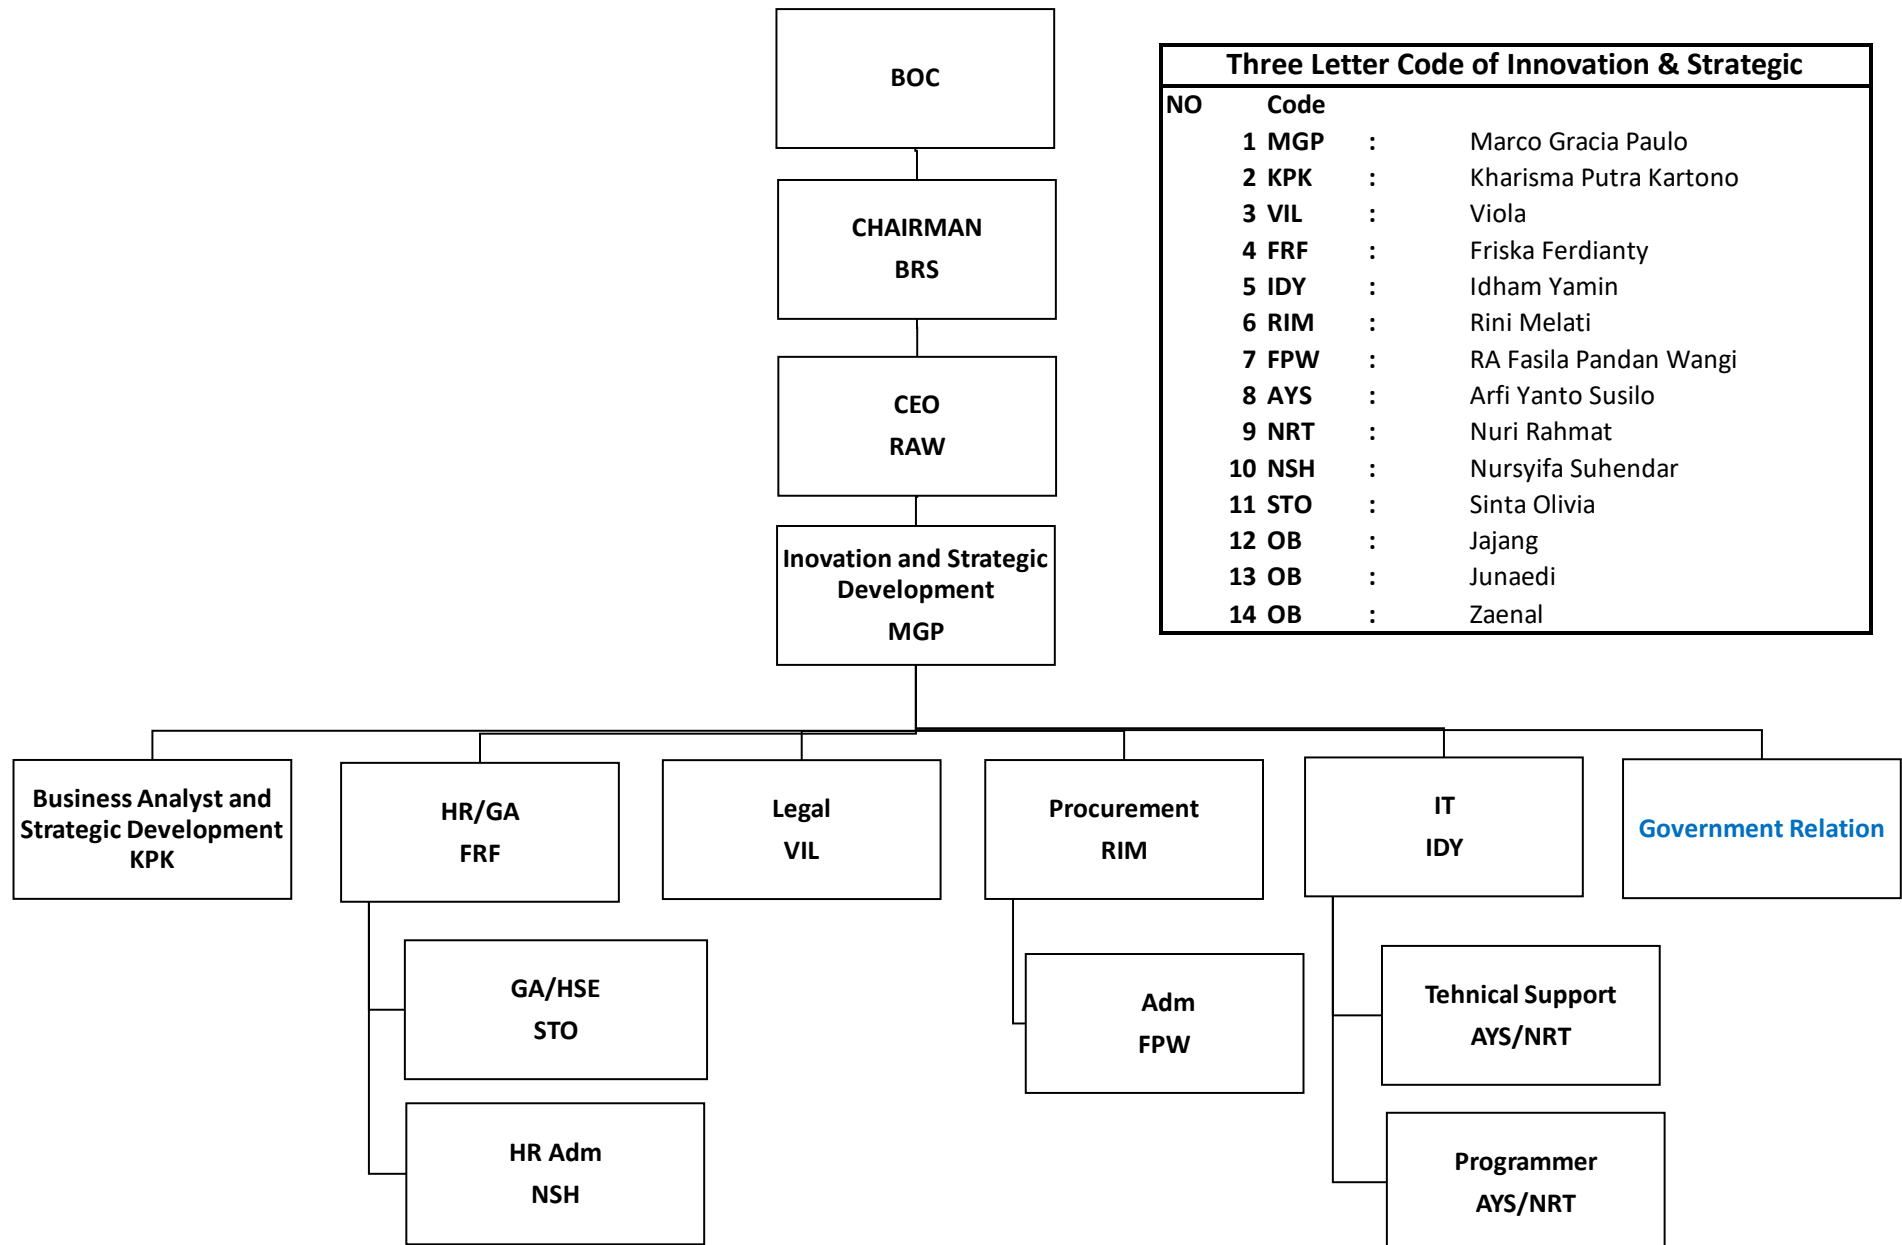 BOC
CHAIRMAN
BRS
CEO
RAW
Inovation and Strategic
Development
MGP
Three Letter Code of Innovation & Strategic
NO Code
1 MGP : Marco Gracia Paulo
2 KPK : Kharisma Putra Kartono
3 VIL : Viola
4 FRF : Friska Ferdianty
5 IDY : Idham Yamin
6 RIM : Rini Melati
7 FPW : RA Fasila Pandan Wangi
8 AYS : Arfi Yanto Susilo
9 NRT : Nuri Rahmat
10 NSH : Nursyifa Suhendar
11 STO : Sinta Olivia
12 OB : Jajang
13 OB : Junaedi
14 OB : Zaenal
Business Analyst and
Strategic Development
KPK
HR/GA
FRF
Legal
VIL
Procurement
RIM
IT
IDY
Government Relation
GA/HSE
STO
HR Adm
NSH
Adm
FPW
Tehnical Support
AYS/NRT
Programmer
AYS/NRT